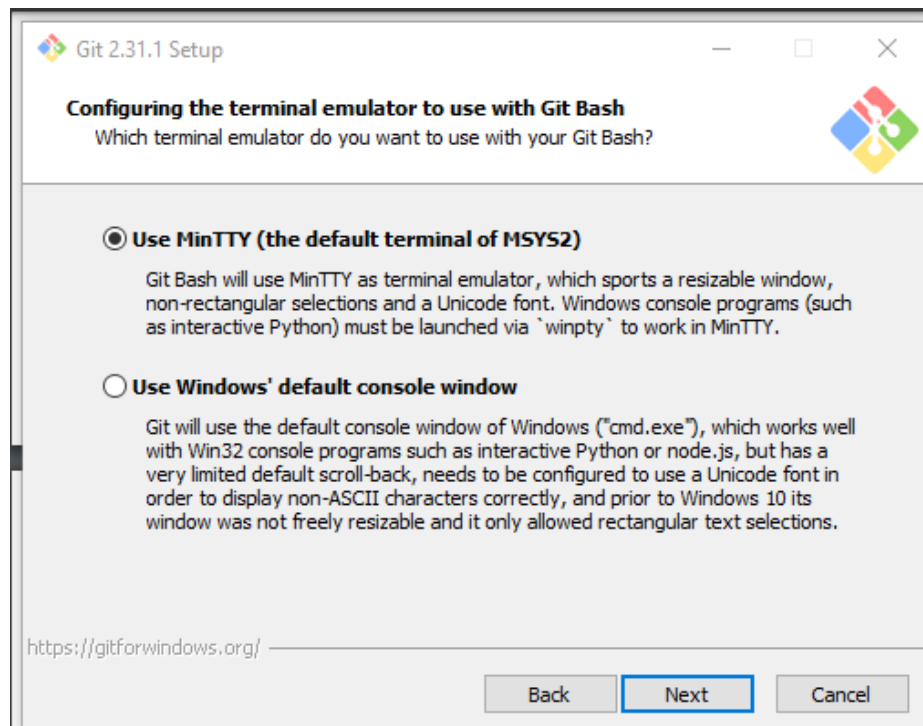 Git 2.31.1 Setup
Configuring the terminal emulator to use with Git Bash
Which terminal emulator do you want to use with your Git Bash?
Use MinTTY (the default terminal of MSYS2)
Git Bash will use MinTTY as terminal emulator, which sports a resizable window,
non-rectangular selections and a Unicode font. Windows console programs (such
as interactive Python) must be launched via `winpty` to work in MinTTY.
Use Windows' default console window
Git will use the default console window of Windows ("cmd.exe"), which works well
with Win32 console programs such as interactive Python or node.js, but has a
very limited default scroll-back, needs to be configured to use a Unicode font in
order to display non-ASCII characters correctly, and prior to Windows 10 its
window was not freely resizable and it only allowed rectangular text selections.
https://gitforwindows.org/
Back Next Cancel